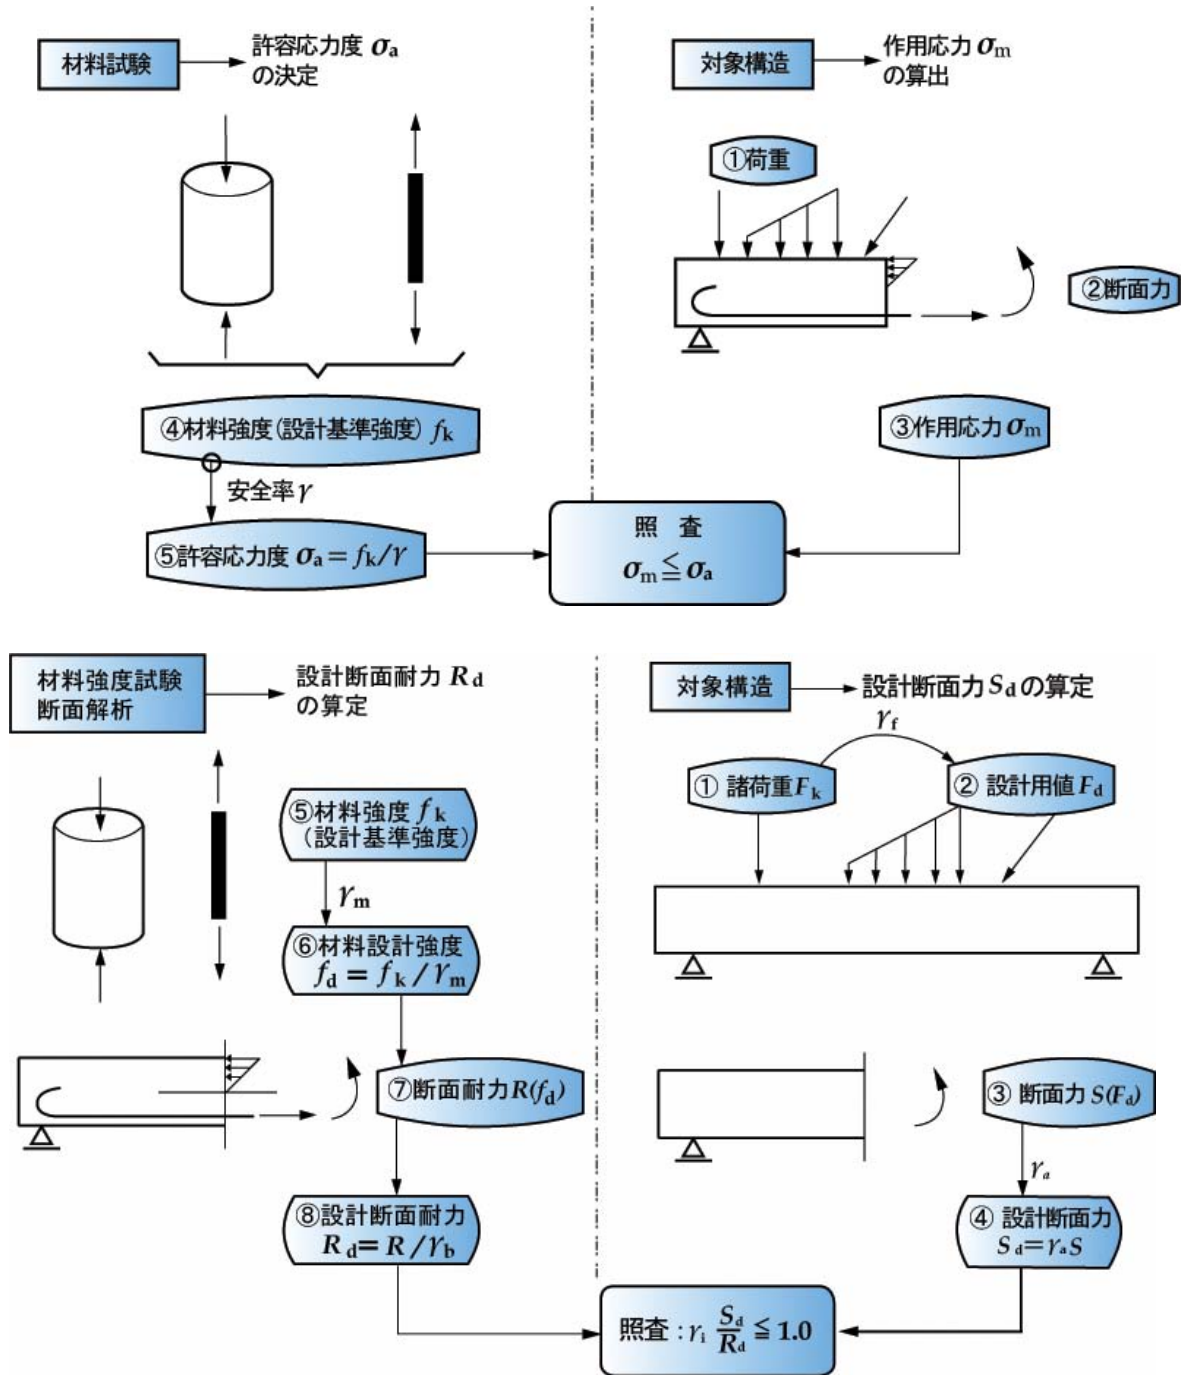 材料試験
許容応力度 σa
の決定
対象構造
作用応力 σm
の算出
①荷重
②断面力
④材料強度(設計基準強度) fk
安全率 γ
⑤許容応力度 σa = fk/γ
③作用応力 σm
照 査
σm ≦ σa
材料強度試験
断面解析
設計断面耐力 Rd
の算定
⑤材料強度 fk
(設計基準強度)
γm
⑥材料設計強度
fd = fk / γm
⑦断面耐力 R(fd)
⑧設計断面耐力
Rd = R / γb
対象構造
設計断面力 Sd の算定
γf
① 諸荷重 Fk
② 設計用値 Fd
③ 断面力 S(Fd)
γa
④ 設計断面力
Sd = γa S
照査 : γi Sd/Rd ≦ 1.0